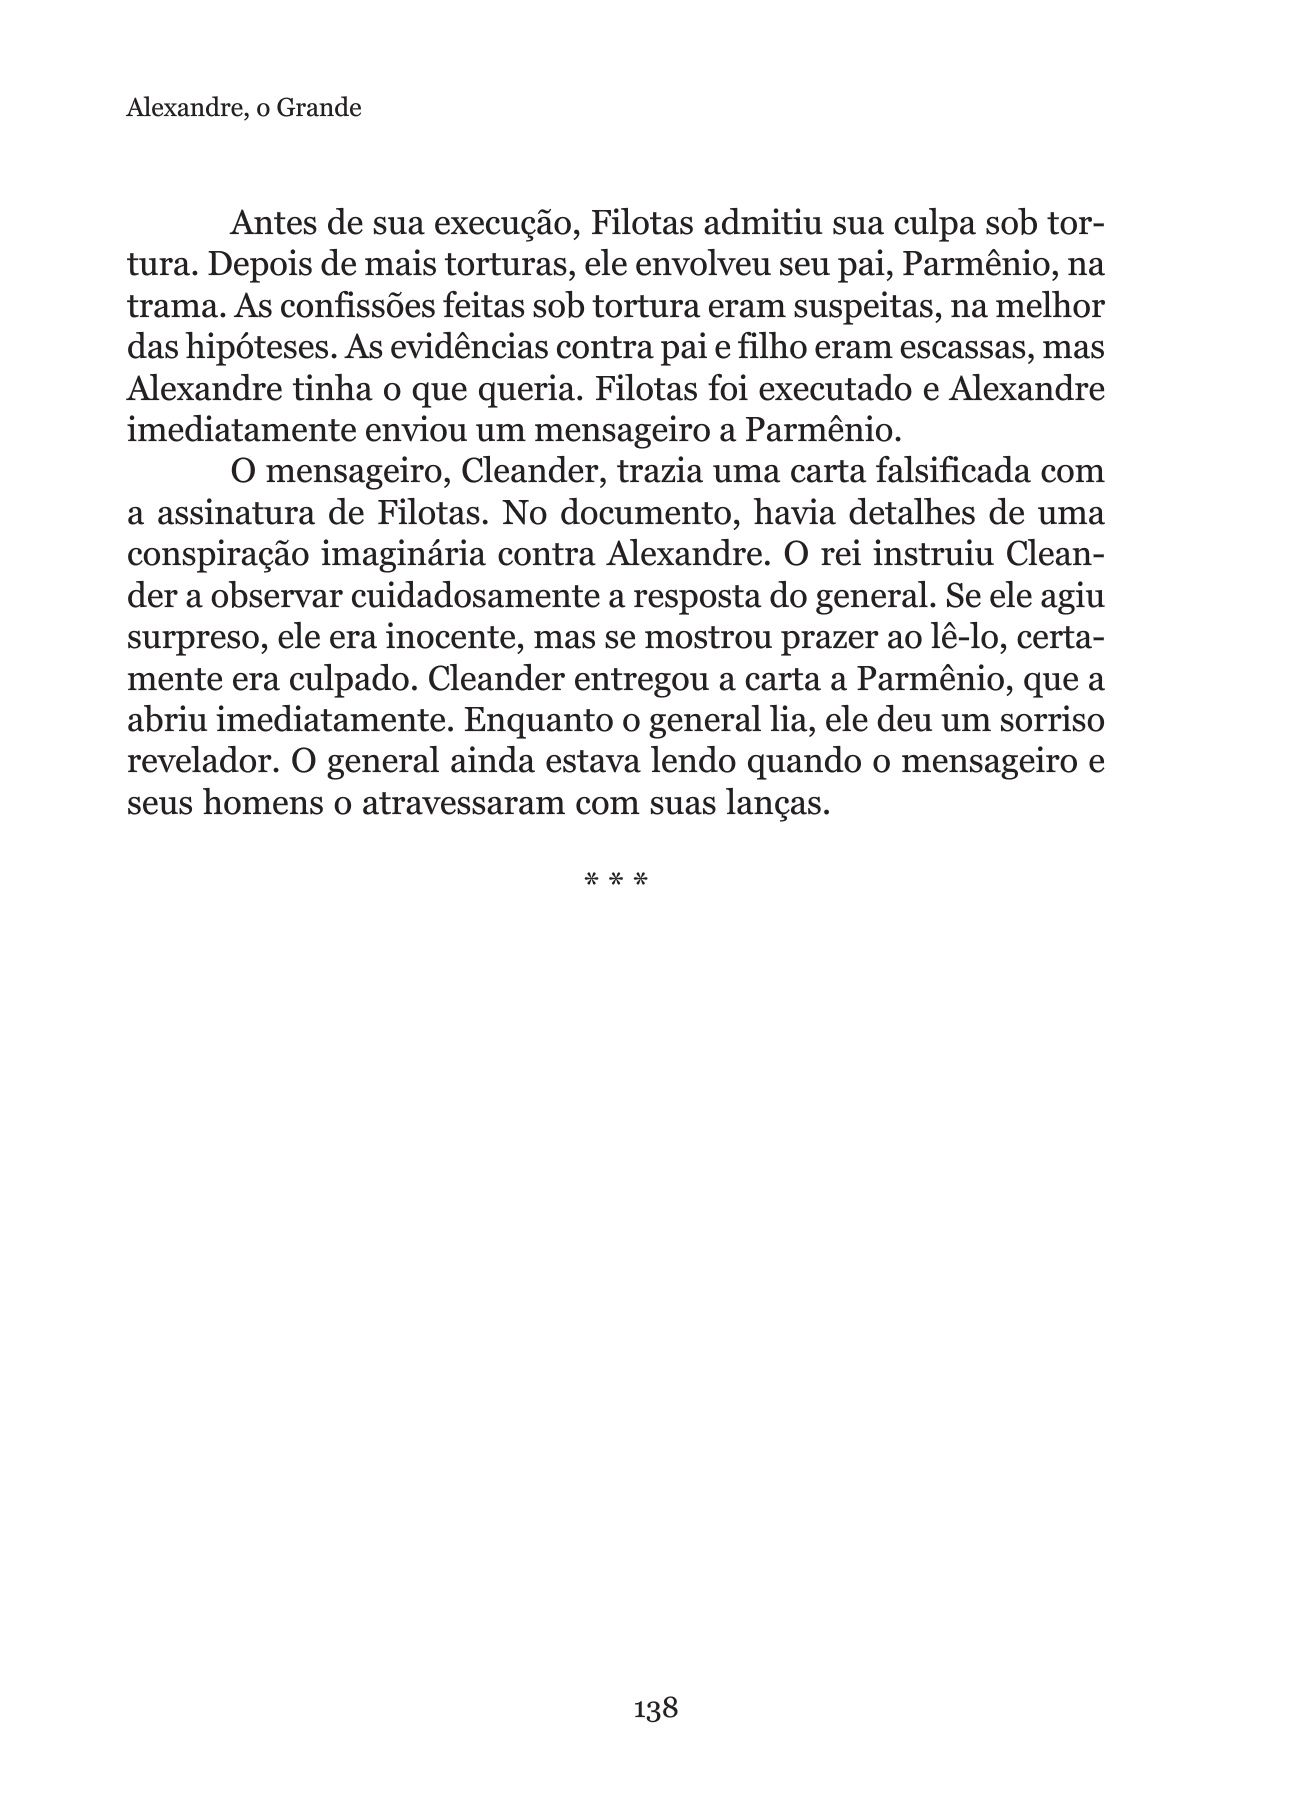 Alexandre, o Grande
Antes de sua execução, Filotas admitiu sua culpa sob tor-
tura. Depois de mais torturas, ele envolveu seu pai, Parmênio, na
trama. As confissões feitas sob tortura eram suspeitas, na melhor
das hipóteses. As evidências contra pai e filho eram escassas, mas
Alexandre tinha o que queria. Filotas foi executado e Alexandre
imediatamente enviou um mensageiro a Parmênio.
O mensageiro, Cleander, trazia uma carta falsificada com
a assinatura de Filotas. No documento, havia detalhes de uma
conspiração imaginária contra Alexandre. O rei instruiu Clean-
der a observar cuidadosamente a resposta do general. Se ele agiu
surpreso, ele era inocente, mas se mostrou prazer ao lê-lo, certa-
mente era culpado. Cleander entregou a carta a Parmênio, que a
abriu imediatamente. Enquanto o general lia, ele deu um sorriso
revelador. O general ainda estava lendo quando o mensageiro e
seus homens o atravessaram com suas lanças.
* * *
138